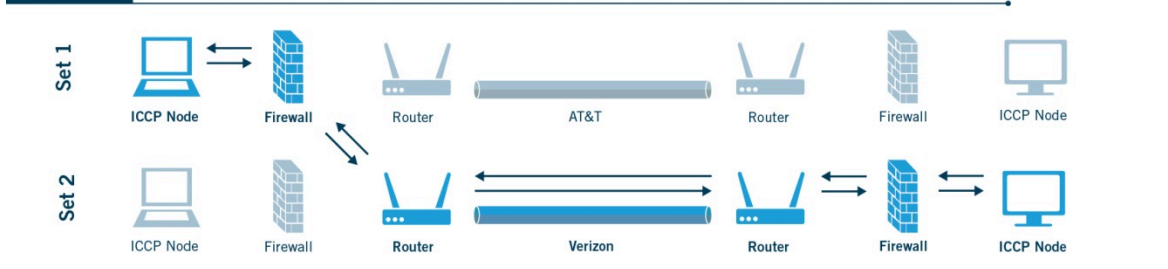 Set 1
ICCP Node
Firewall
Router
AT&T
Router
Firewall
ICCP Node
Set 2
ICCP Node
Firewall
Router
Verizon
Router
Firewall
ICCP Node